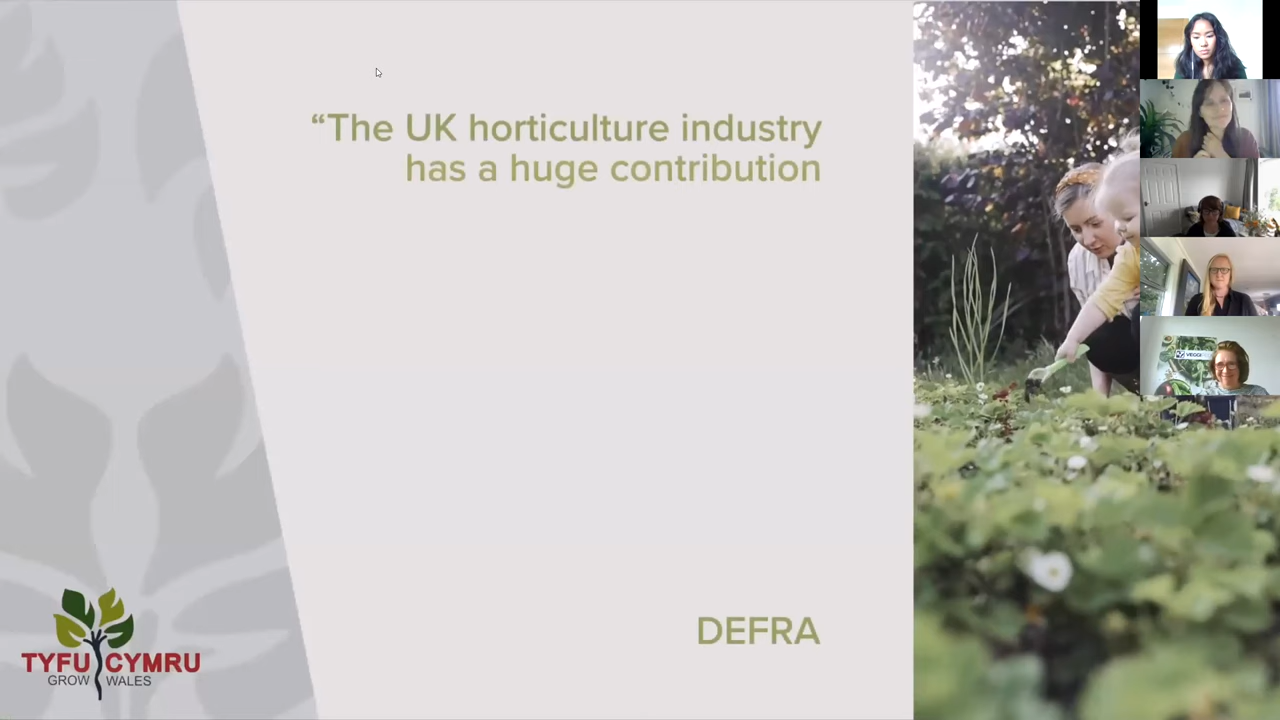 “The UK horticulture industry
has a huge contribution
DEFRA
TYFU CYMRU
GROW WALES